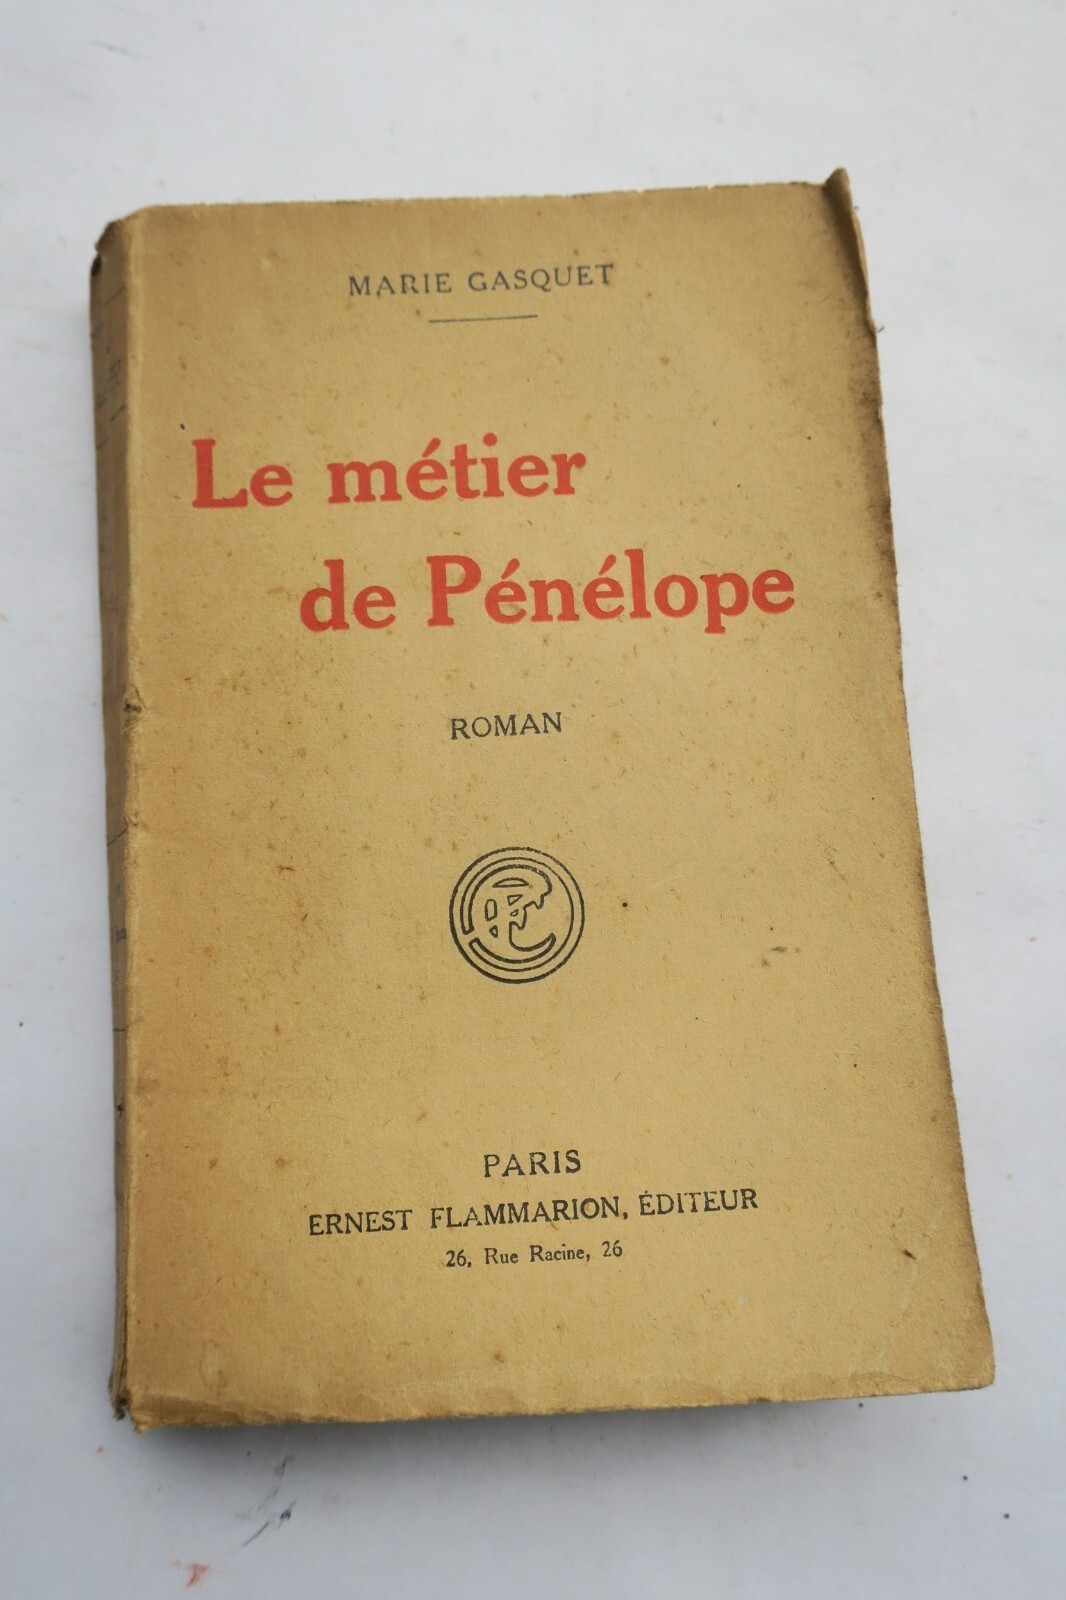 MARIE GASQUET
Le métier
de Pénélope
ROMAN
PARIS
ERNEST FLAMMARION, ÉDITEUR
26, Rue Racine, 26